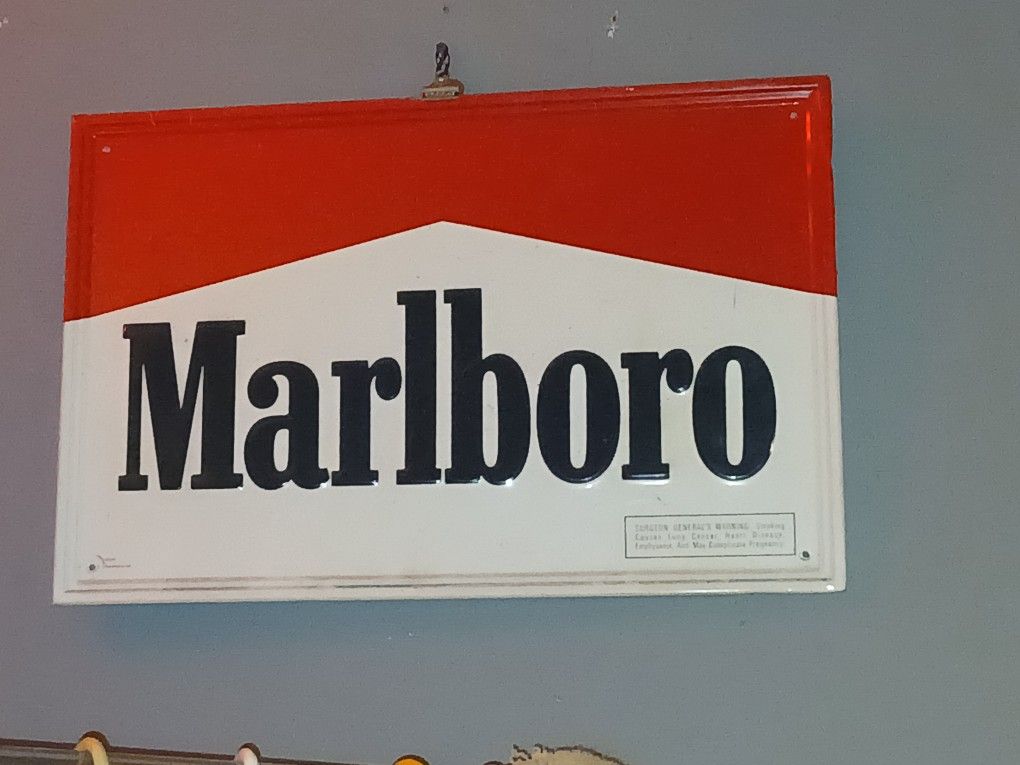 Marlboro
SURGEON GENERAL'S WARNING: Smoking
Causes Lung Cancer, Heart Disease,
Emphysema, And May Complicate Pregnancy.